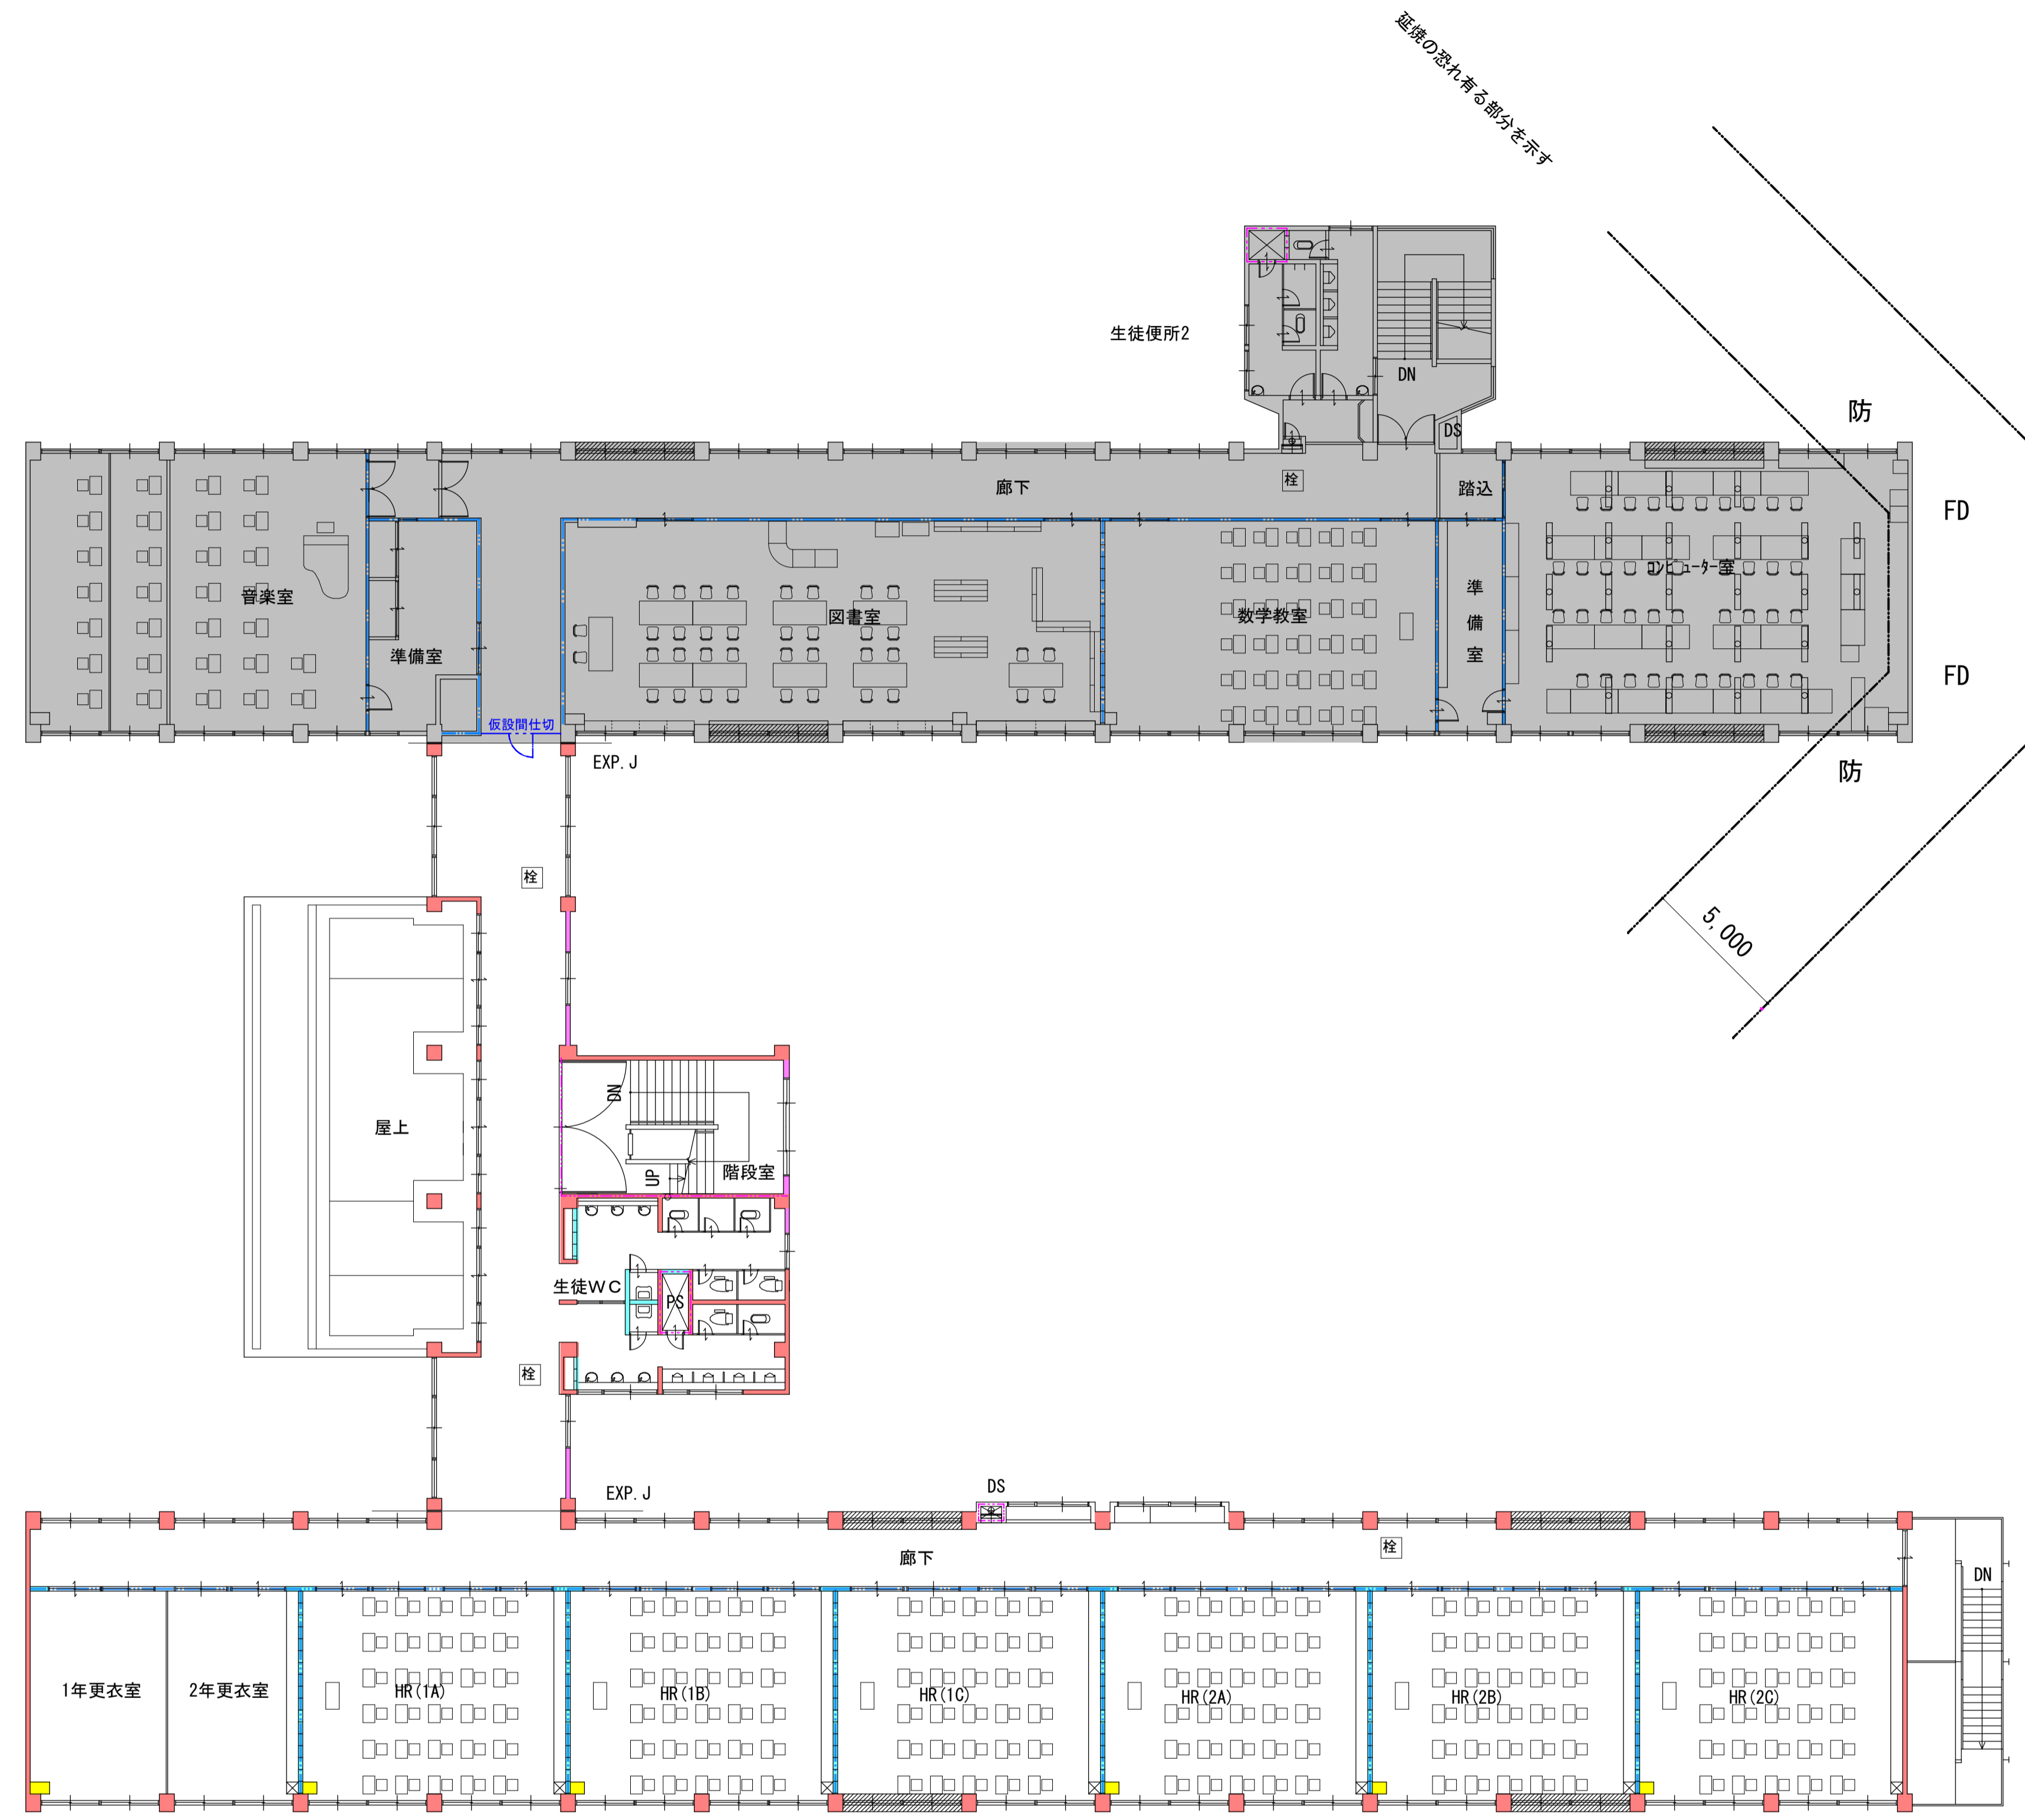 延焼の恐れ有る部分を示す
生徒便所2
DN
DS
防
栓
廊下
踏込
FD
音楽室
準備室
図書室
数学教室
準備室
コンピューター室
FD
仮設間仕切
EXP.J
防
栓
5,000
屋上
DN
UP
階段室
生徒WC
PS
栓
EXP.J
DS
廊下
栓
DN
1年更衣室
2年更衣室
HR(1A)
HR(1B)
HR(1C)
HR(2A)
HR(2B)
HR(2C)